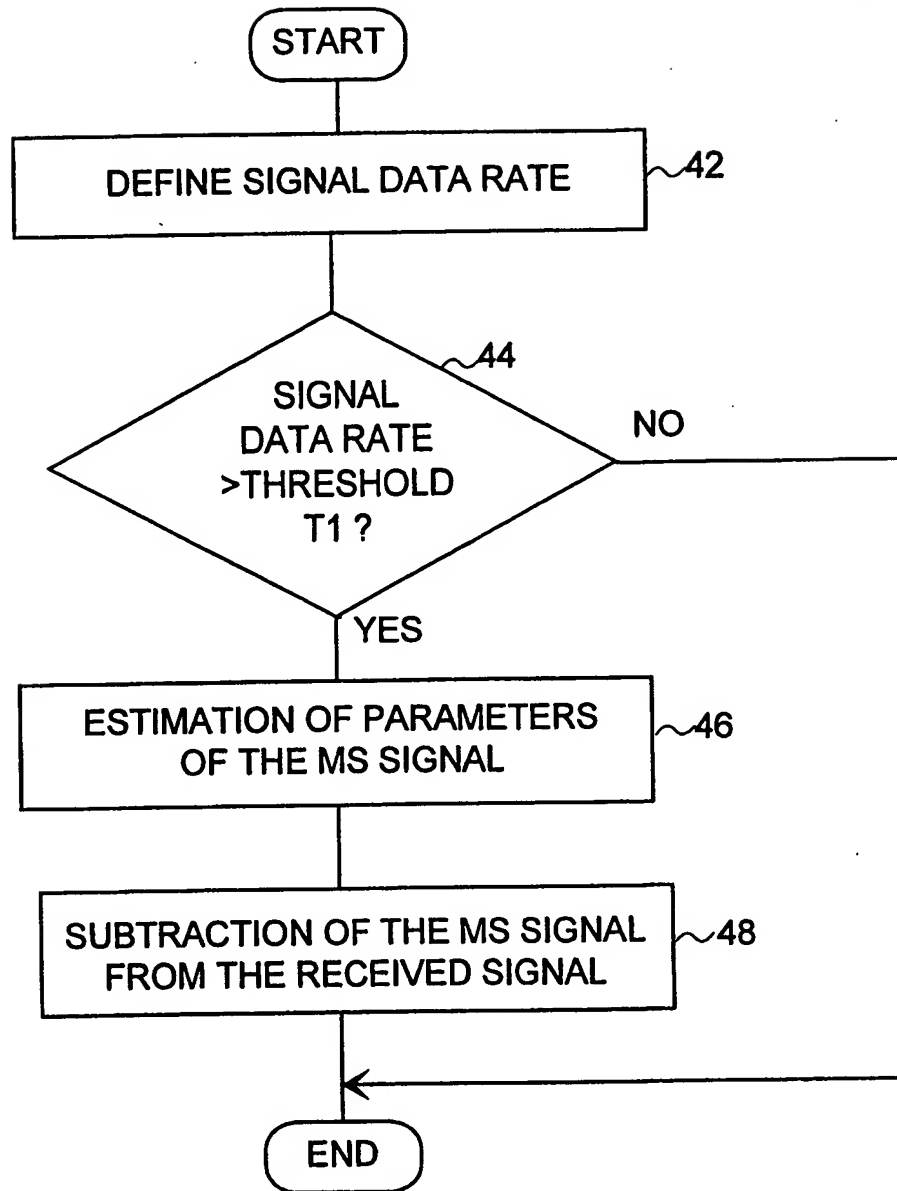 START
DEFINE SIGNAL DATA RATE
42
44
SIGNAL
DATA RATE
>THRESHOLD
T1 ?
NO
YES
ESTIMATION OF PARAMETERS
OF THE MS SIGNAL
46
SUBTRACTION OF THE MS SIGNAL
FROM THE RECEIVED SIGNAL
48
END